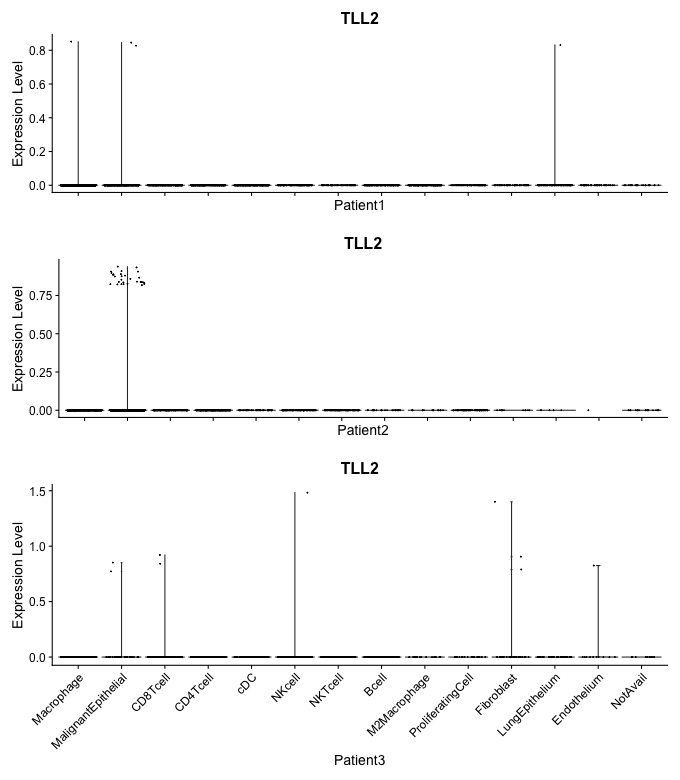 TLL2
Expression Level
0.8
0.6
0.4
0.2
0.0
Patient1
TLL2
Expression Level
0.75
0.50
0.25
0.00
Patient2
TLL2
Expression Level
1.5
1.0
0.5
0.0
Macrophage
MalignantEpithelial
CD8Tcell
CD4Tcell
cDC
NKcell
NKTcell
Bcell
M2Macrophage
ProliferatingCell
Fibroblast
LungEpithelium
Endothelium
NotAvail
Patient3